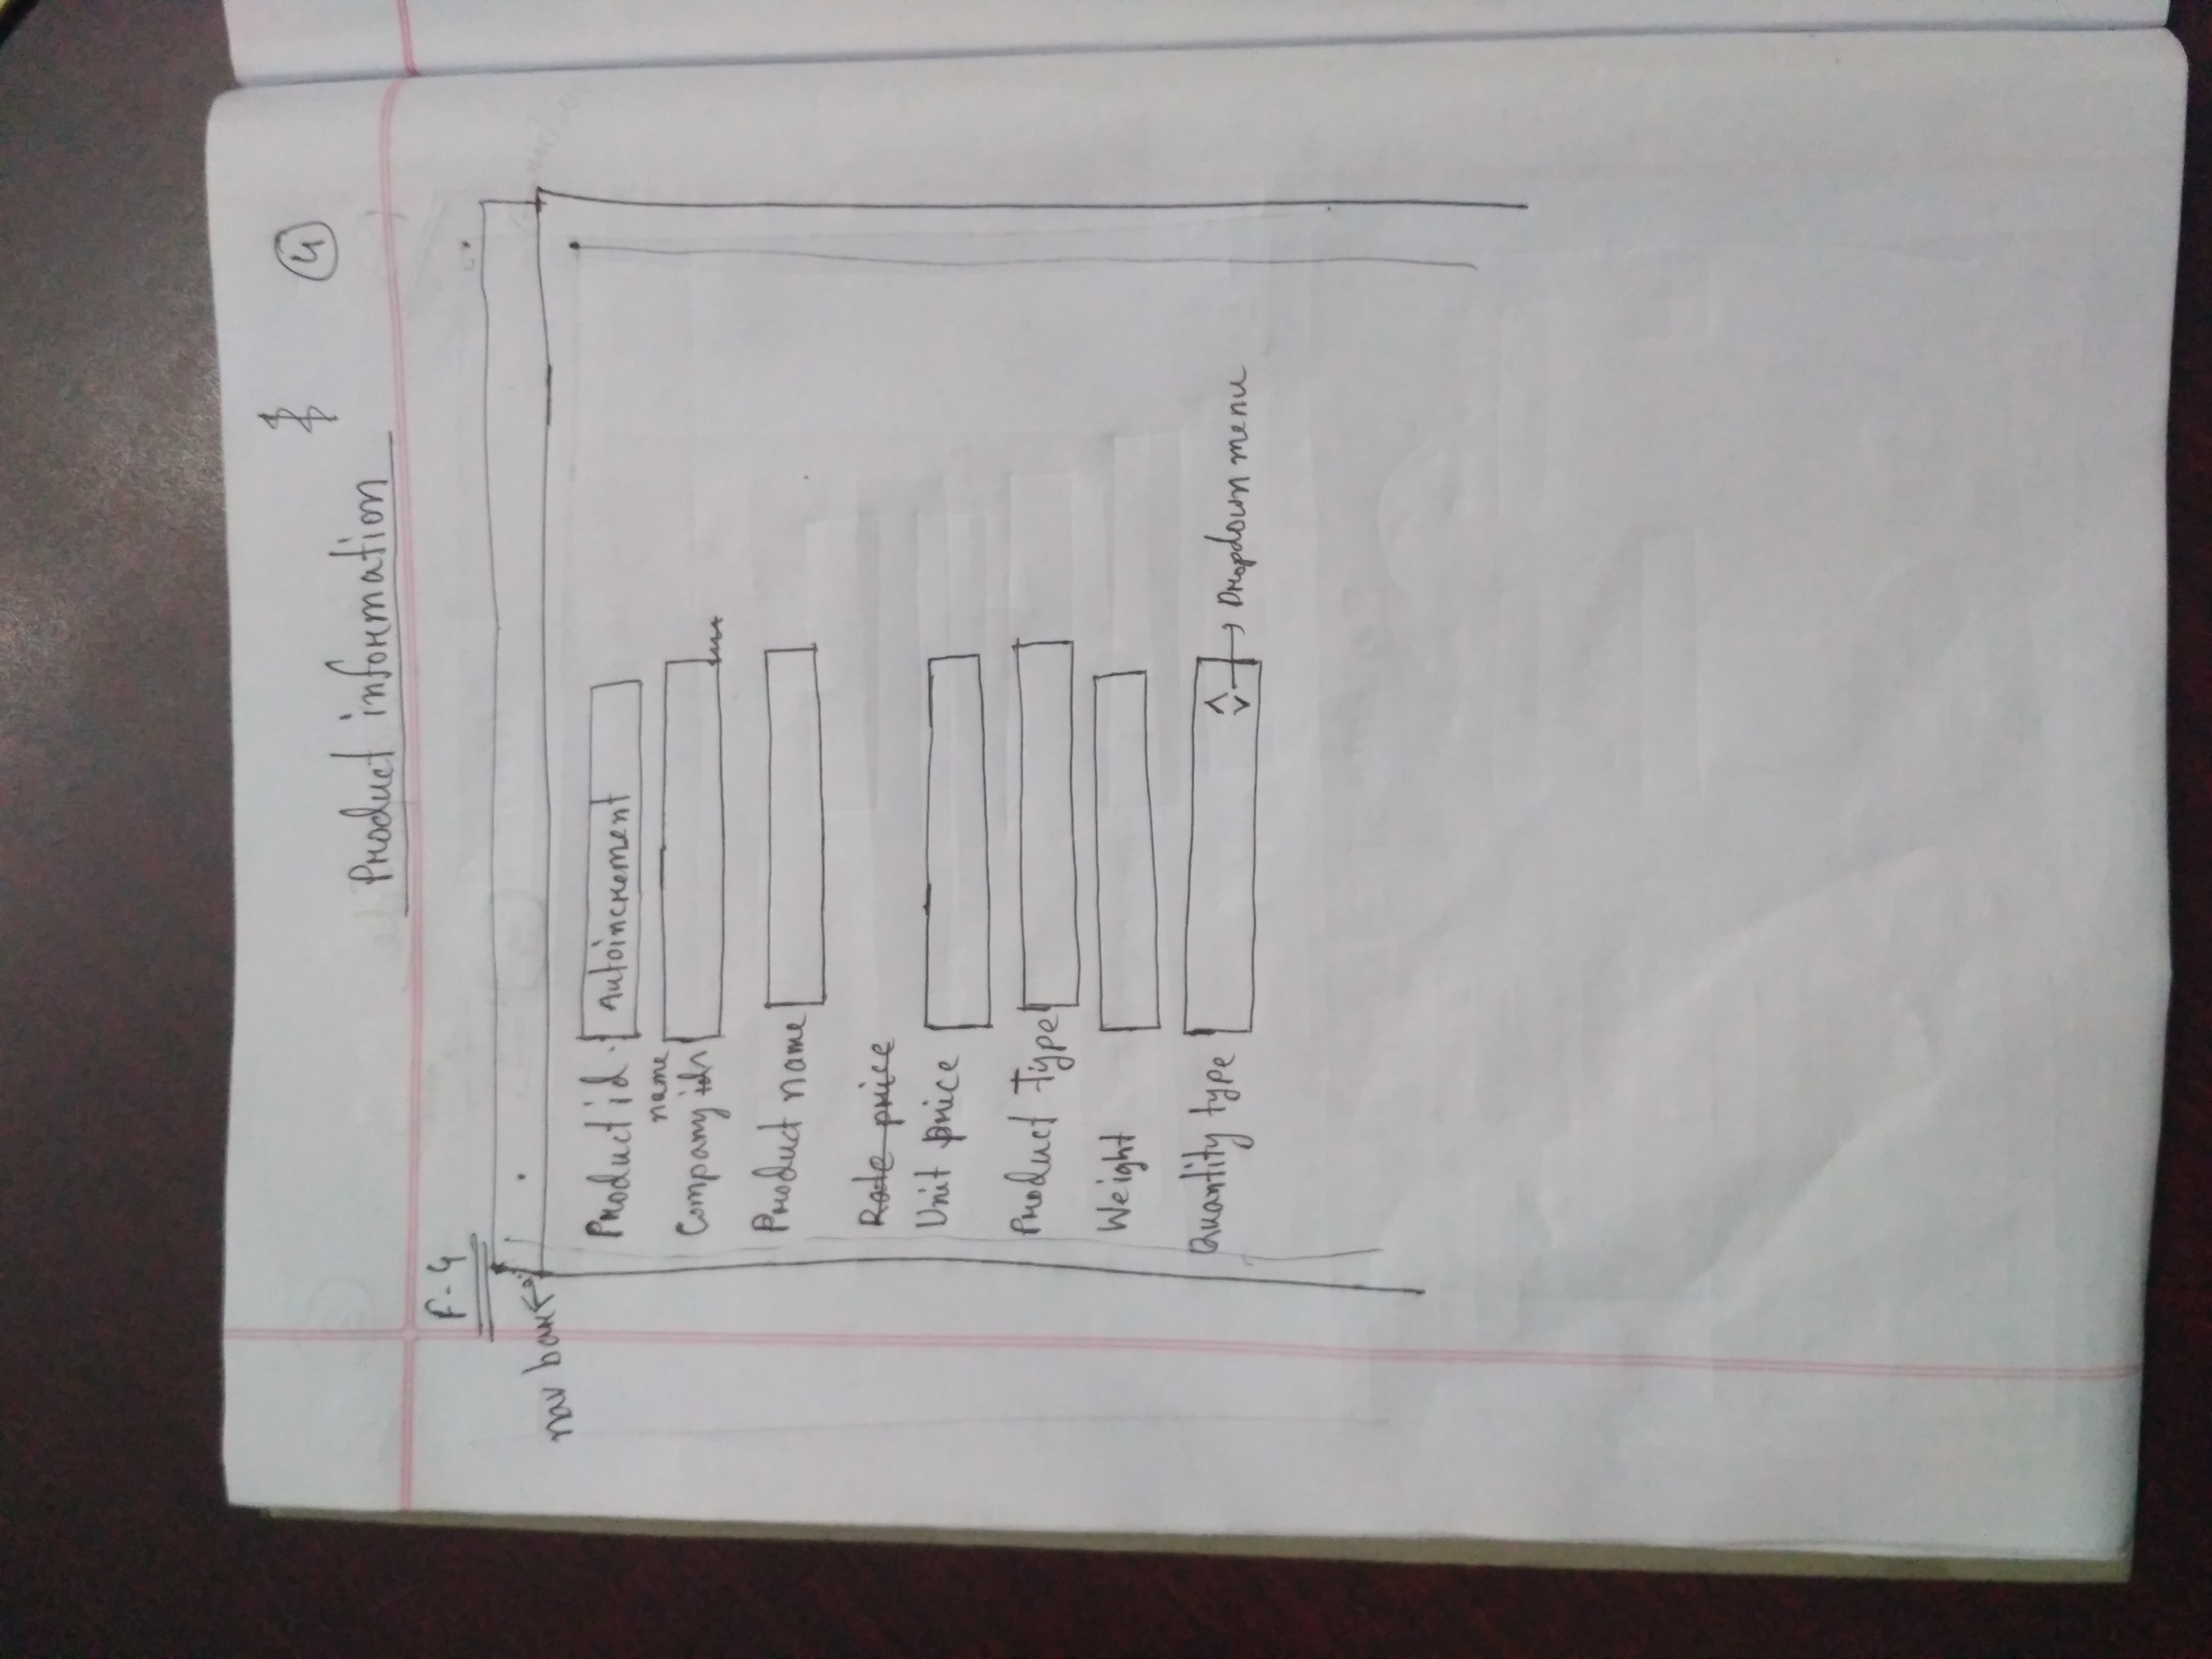 4
Product information
F-4
nav bar
Product id Autoincrement
name
Company id
Product name
Rate price
Unit price
Product Type
Weight
Quantity type
Dropdown menu